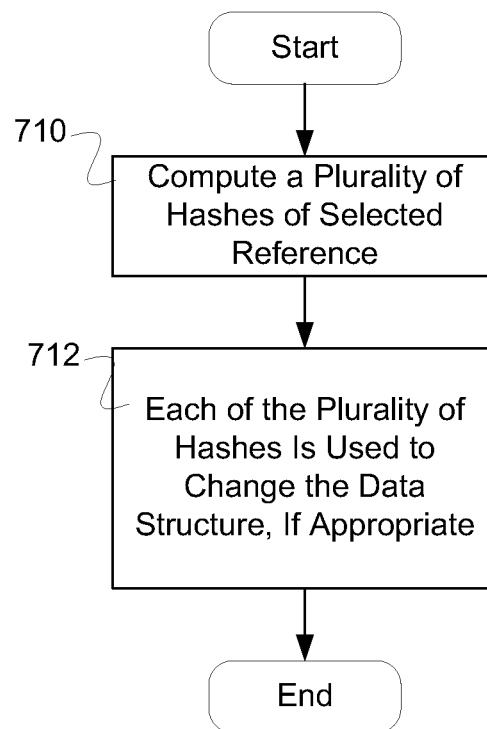 Start
710
Compute a Plurality of
Hashes of Selected
Reference
712
Each of the Plurality of
Hashes Is Used to
Change the Data
Structure, If Appropriate
End